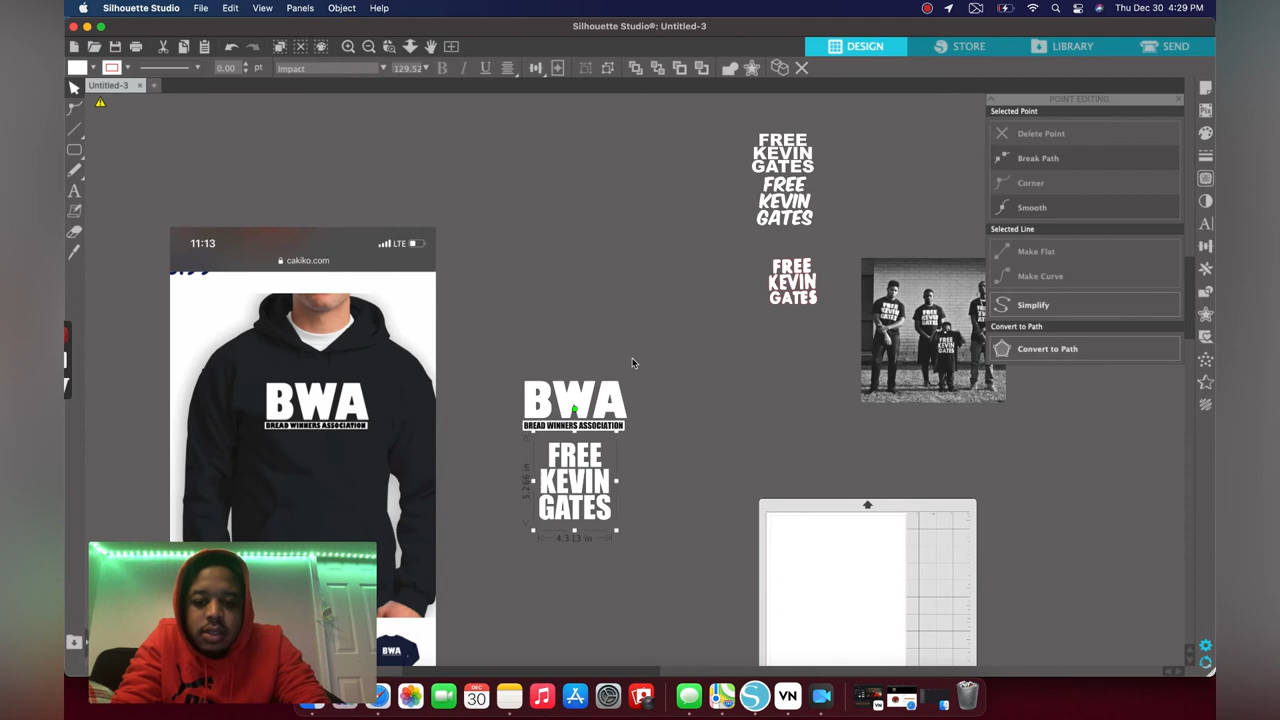 Silhouette Studio File Edit View Panels Object Help
Thu Dec 30 4:29 PM
Silhouette Studio®: Untitled-3
DESIGN
STORE
LIBRARY
SEND
0.00 pt
Impact
129.52
B I U
Untitled-3
POINT EDITING
Selected Point
Delete Point
Break Path
Corner
Smooth
Selected Line
Make Flat
Make Curve
Simplify
Convert to Path
Convert to Path
FREE
KEVIN
GATES
FREE
KEVIN
GATES
FREE
KEVIN
GATES
11:13
LTE
cakiko.com
BWA
BREAD WINNERS ASSOCIATION
BWA
BREAD WINNERS ASSOCIATION
FREE
KEVIN
GATES
5.266 in
4.313 in
FREE
KEVIN
GATES
BWA
DEC
30
VN